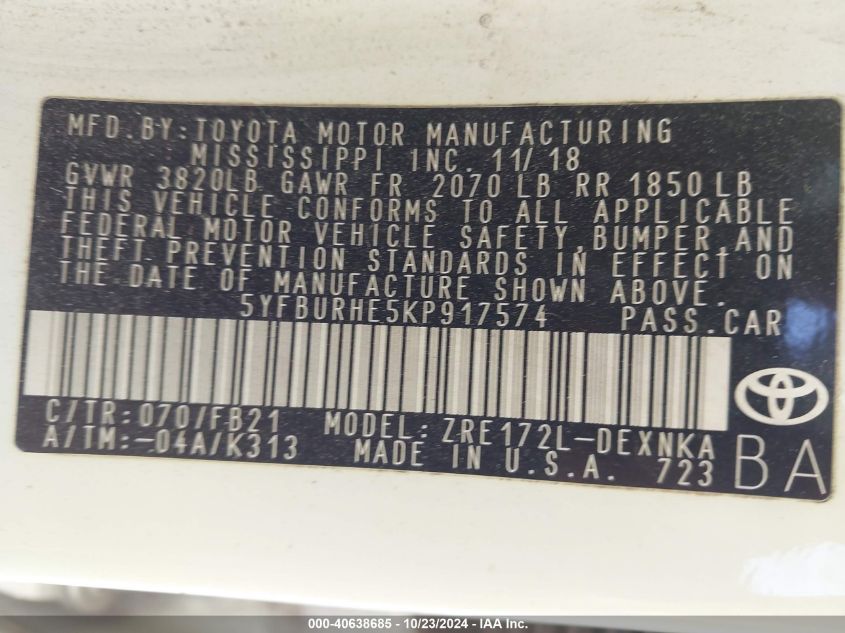 MFD.BY:TOYOTA MOTOR MANUFACTURING
MISSISSIPPI INC. 11/18
GVWR 3820LB GAWR FR 2070 LB RR 1850 LB
THIS VEHICLE CONFORMS TO ALL APPLICABLE
FEDERAL MOTOR VEHICLE SAFETY,BUMPER,AND
THEFT PREVENTION STANDARDS IN EFFECT ON
THE DATE OF MANUFACTURE SHOWN ABOVE.
5YFBURHE5KP917574 PASS.CAR
C/TR:070/FB21 MODEL:ZRE172L-DEXNKA
A/TM:-04A/K313 MADE IN U.S.A. 723 BA
000-40638685 - 10/23/2024 - IAA Inc.